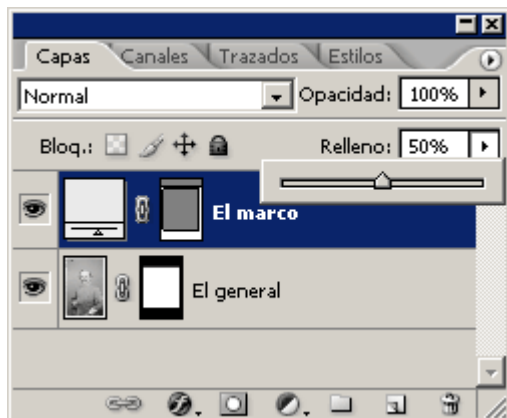 Capas Canales Trazados Estilos
Normal Opacidad: 100%
Bloq.: Relleno: 50%
El marco
El general